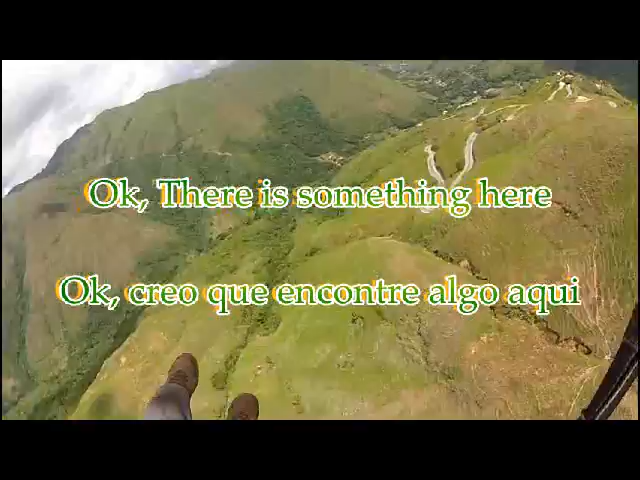 Ok, There is something here
Ok, creo que encontre algo aqui